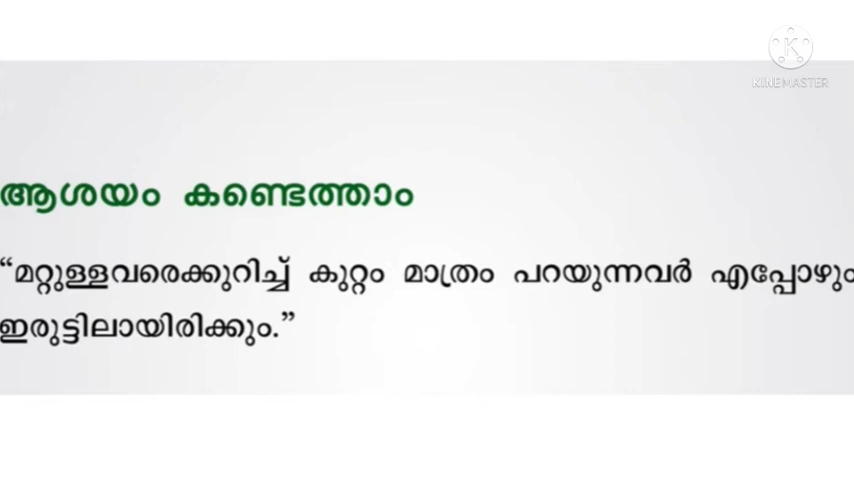 KINEMASTER
ആശയം കണ്ടെത്താം
“മറ്റുള്ളവരെക്കുറിച്ച് കുറ്റം മാത്രം പറയുന്നവർ എപ്പോഴും
ഇരുട്ടിലായിരിക്കും.”